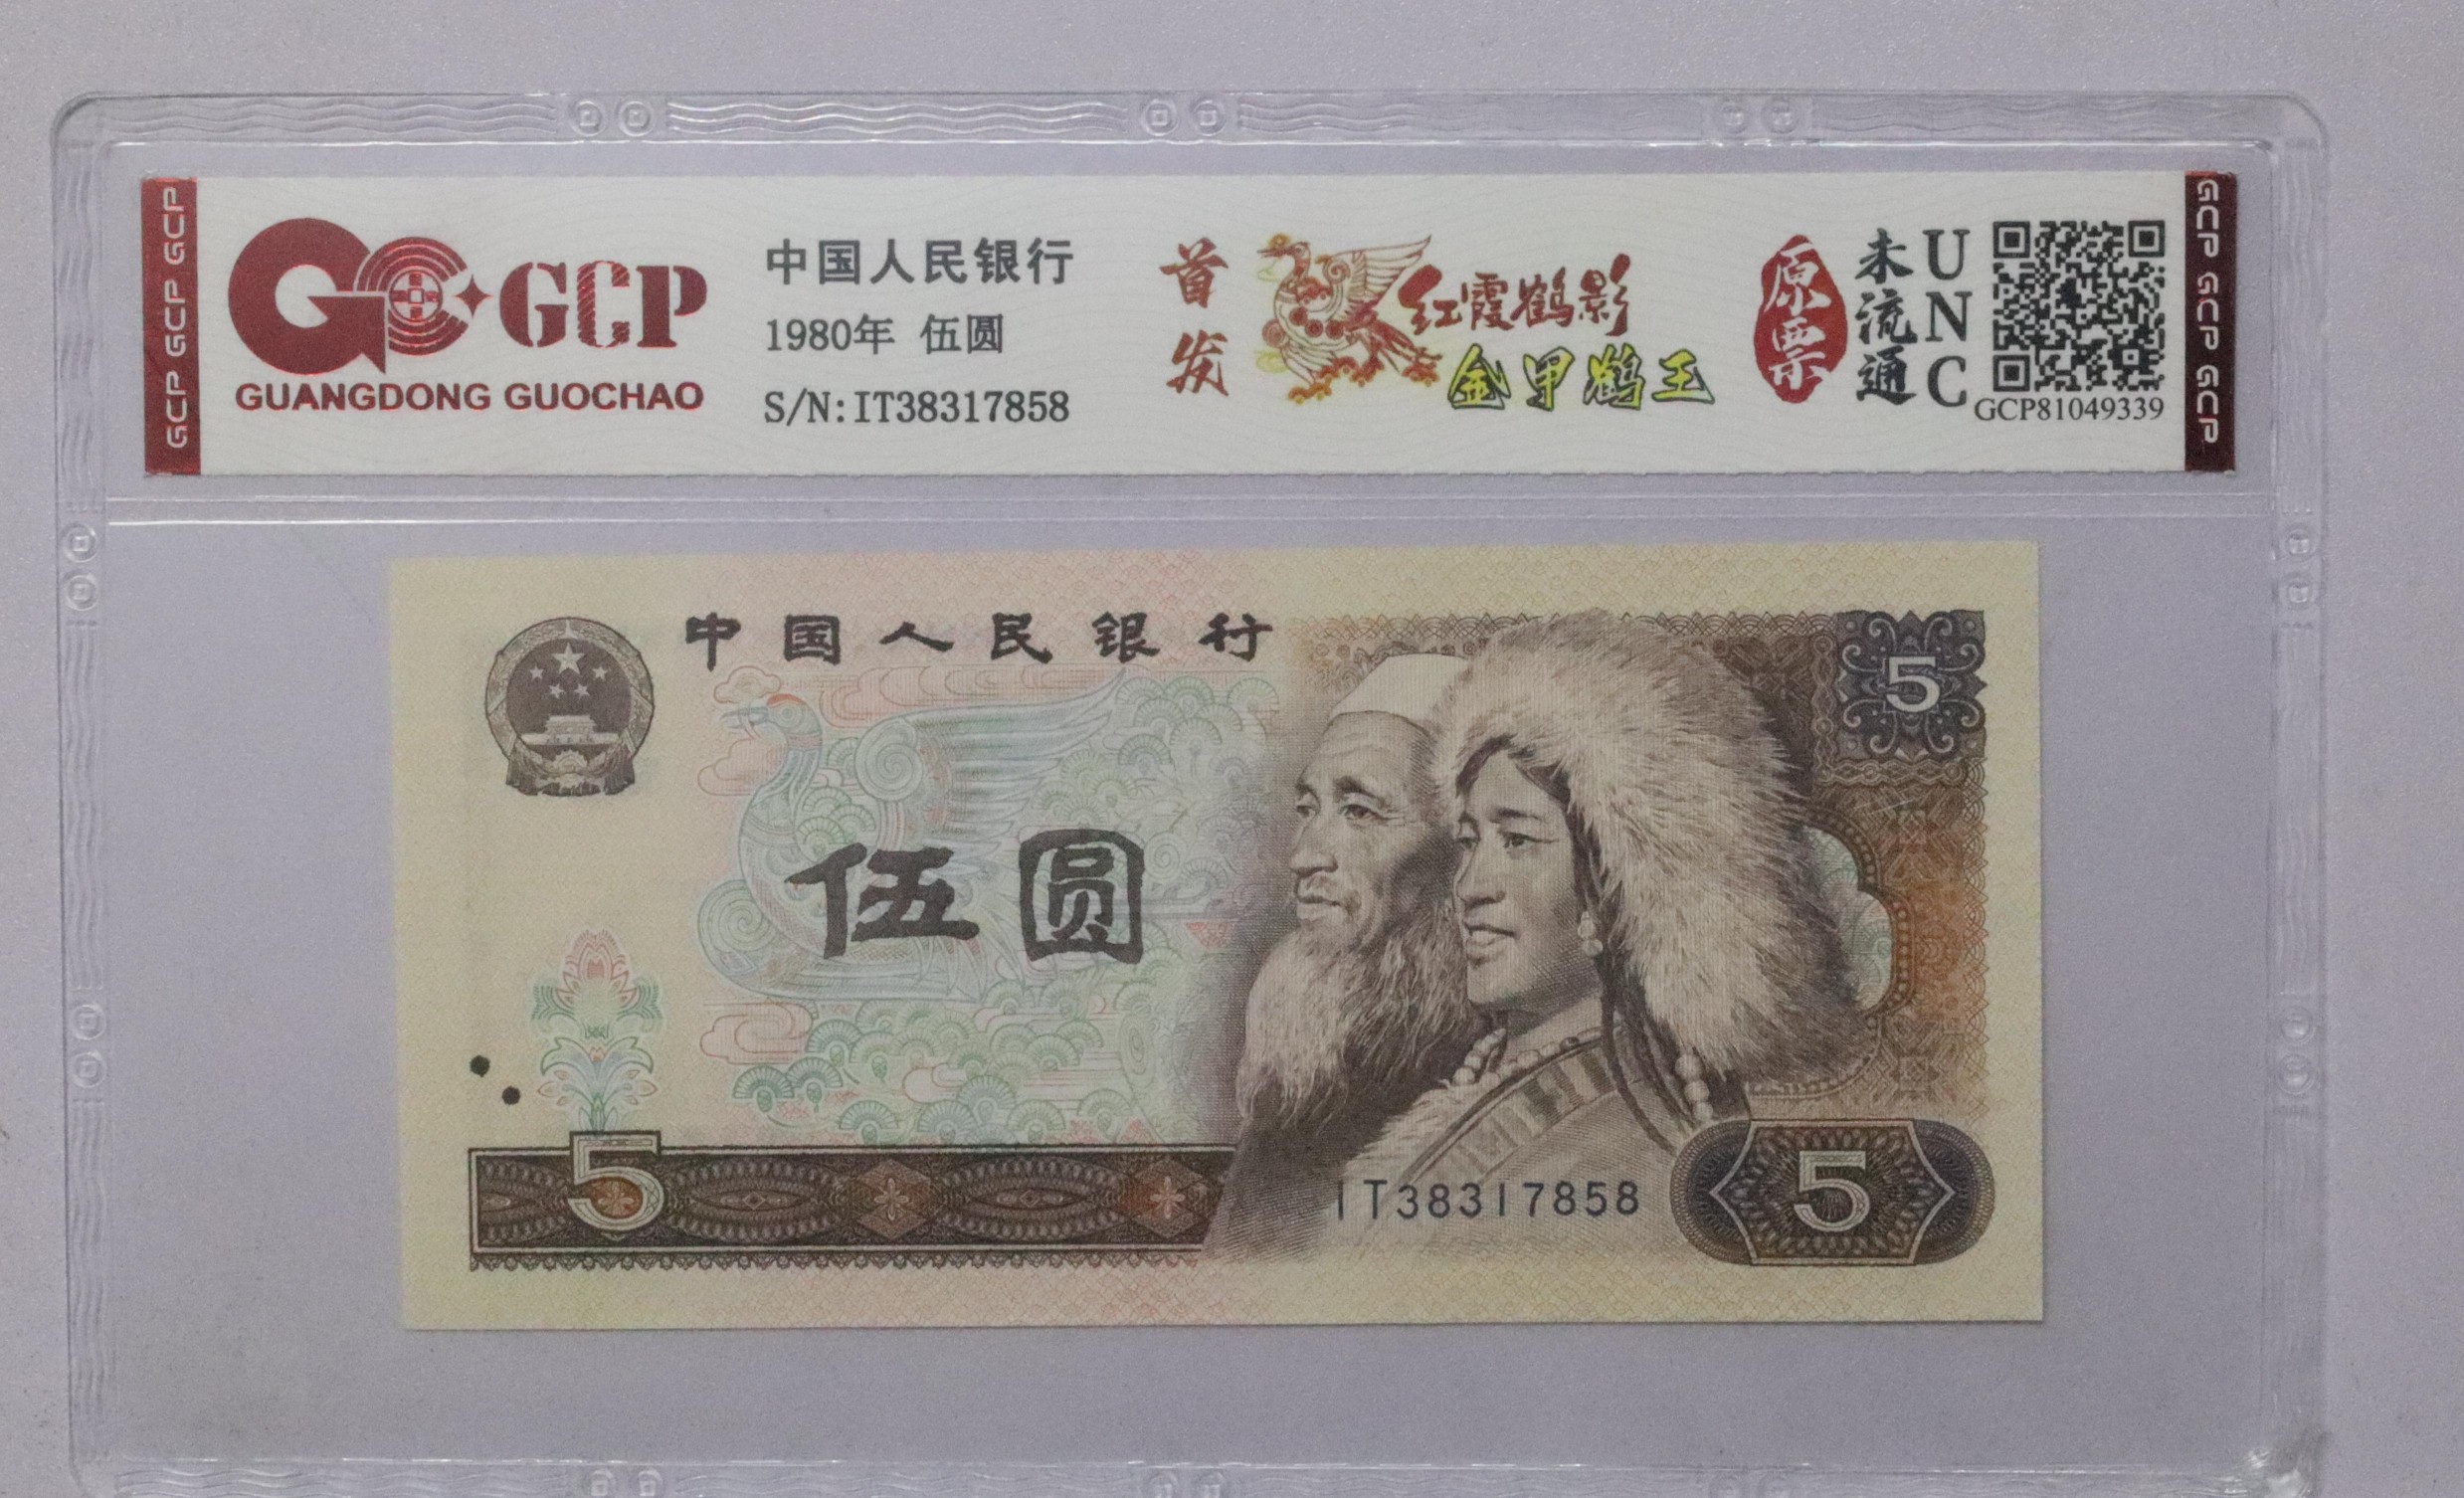 GCP GCP GCP
GCP
GUANGDONG GUOCHAO
中国人民银行
1980年 伍圆
S/N:IT38317858
首发
红霞鹤影
金甲鹤王
原票
未流通
UNC
GCP81049339
GCP GCP GCP
中国人民银行
5
伍圆
5
IT38317858
5